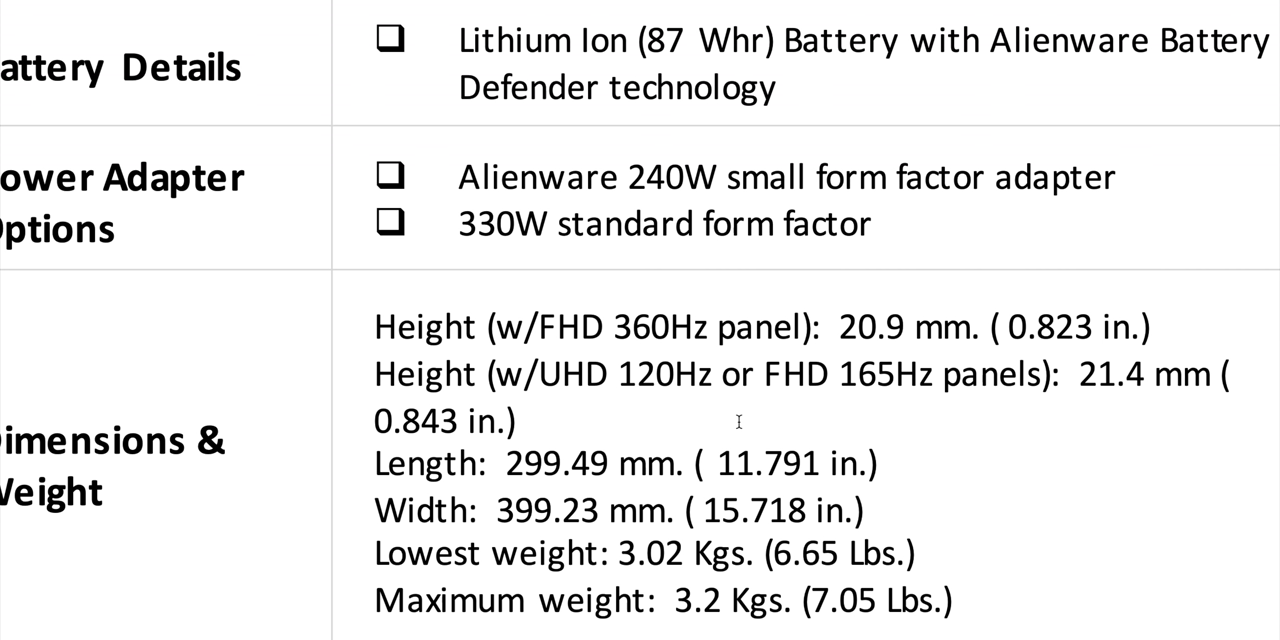 attery Details
❑ Lithium Ion (87 Whr) Battery with Alienware Battery
Defender technology
ower Adapter
Options
❑ Alienware 240W small form factor adapter
❑ 330W standard form factor
Height (w/FHD 360Hz panel): 20.9 mm. ( 0.823 in.)
Height (w/UHD 120Hz or FHD 165Hz panels): 21.4 mm (
0.843 in.)
Dimensions &
Weight
Length: 299.49 mm. ( 11.791 in.)
Width: 399.23 mm. ( 15.718 in.)
Lowest weight: 3.02 Kgs. (6.65 Lbs.)
Maximum weight: 3.2 Kgs. (7.05 Lbs.)